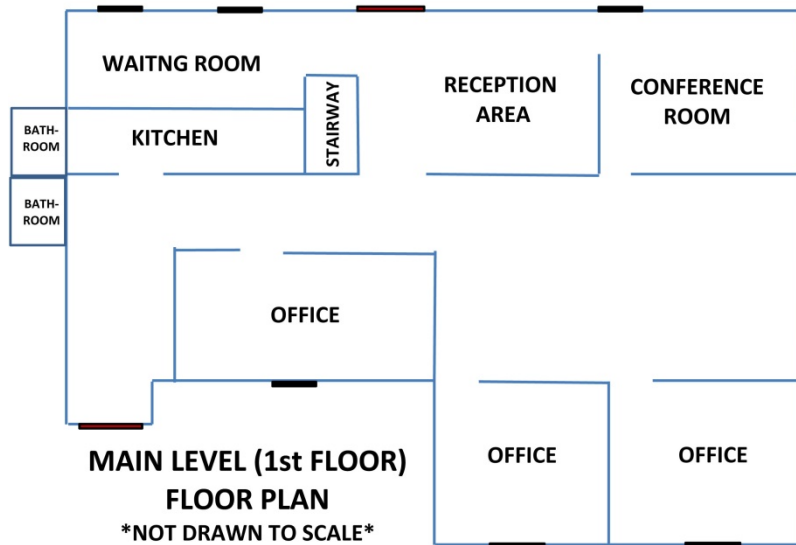 WAITNG ROOM
RECEPTION
AREA
CONFERENCE
ROOM
BATH-
ROOM
KITCHEN
STAIRWAY
BATH-
ROOM
OFFICE
OFFICE
OFFICE
MAIN LEVEL (1st FLOOR)
FLOOR PLAN
*NOT DRAWN TO SCALE*